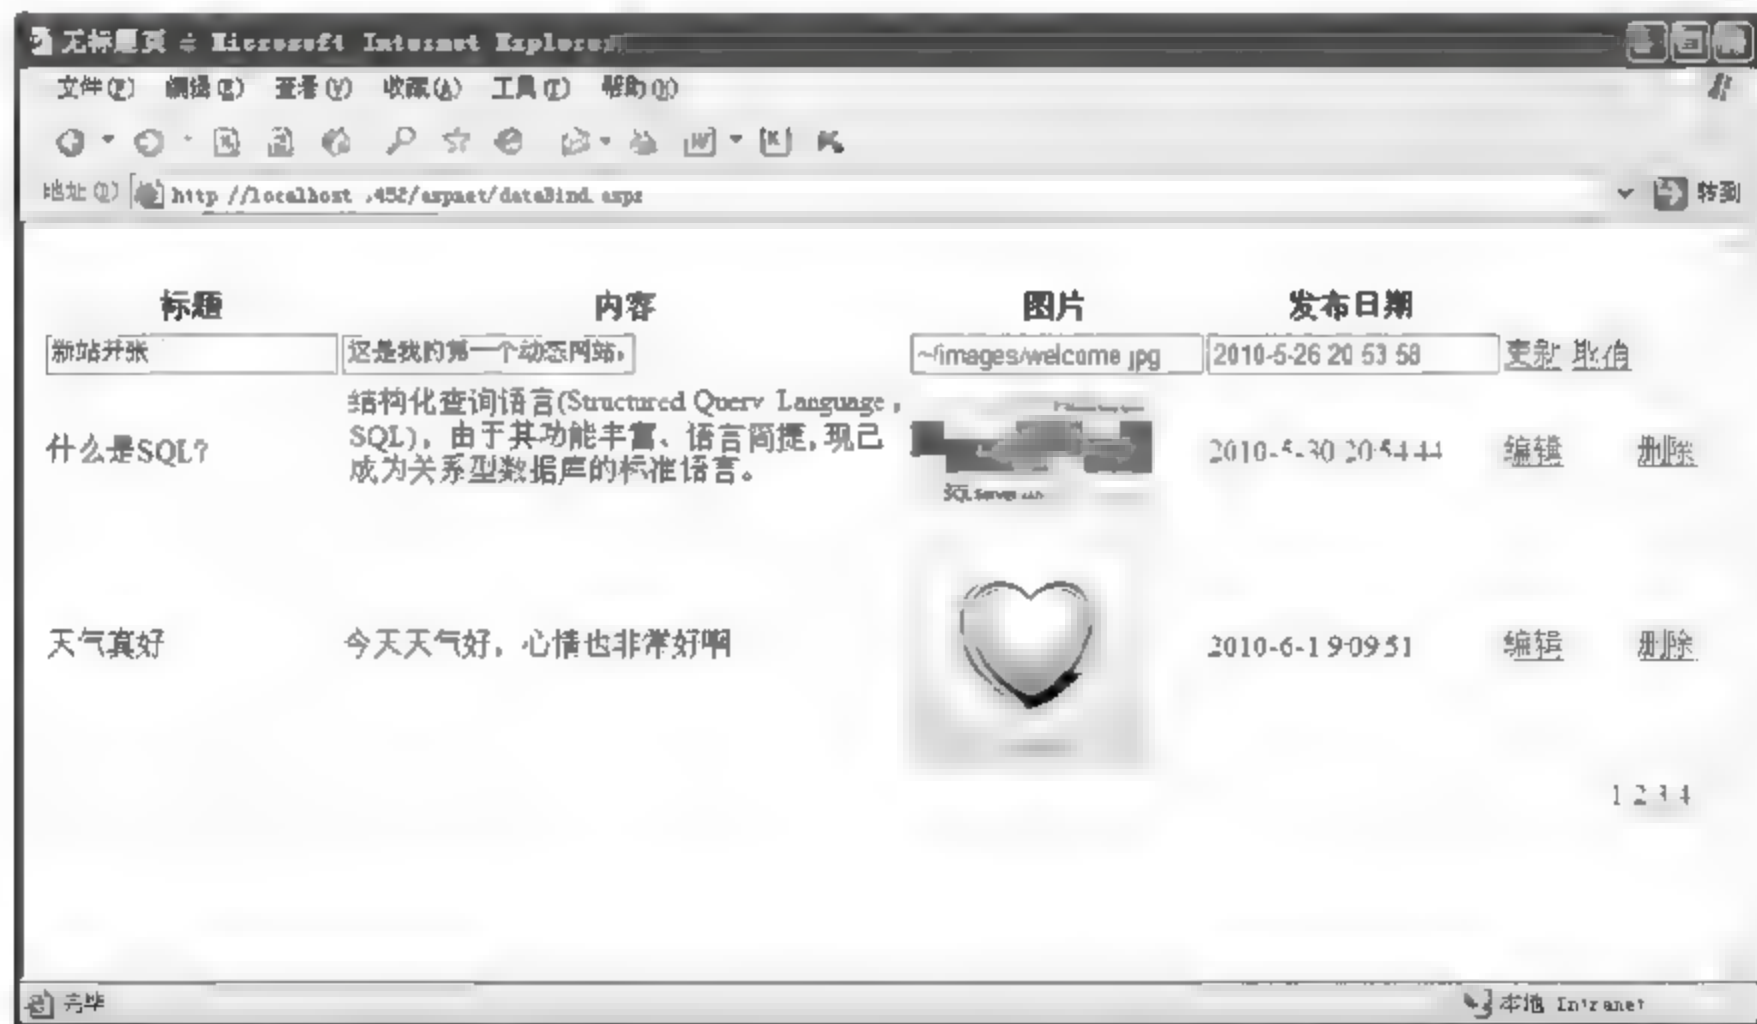 无标题页 - Microsoft Internet Explorer
文件(F) 编辑(E) 查看(V) 收藏(A) 工具(T) 帮助(H)
地址(D) http://localhost:452/aspnet/dataBind.aspx 转到
标题 内容 图片 发布日期
新站开张 这是我的第一个动态网站, ~/images/welcome.jpg 2010-5-26 20:53:58 更新 取消
结构化查询语言(Structured Query Language,
什么是SQL? SQL), 由于其功能丰富、语言简捷,现已 2010-5-30 20:54:44 编辑 删除
成为关系型数据库的标准语言。
SQL Server
天气真好 今天天气好, 心情也非常好啊 2010-6-1 9:09:51 编辑 删除
1 2 3 4
完毕 本地 Intranet